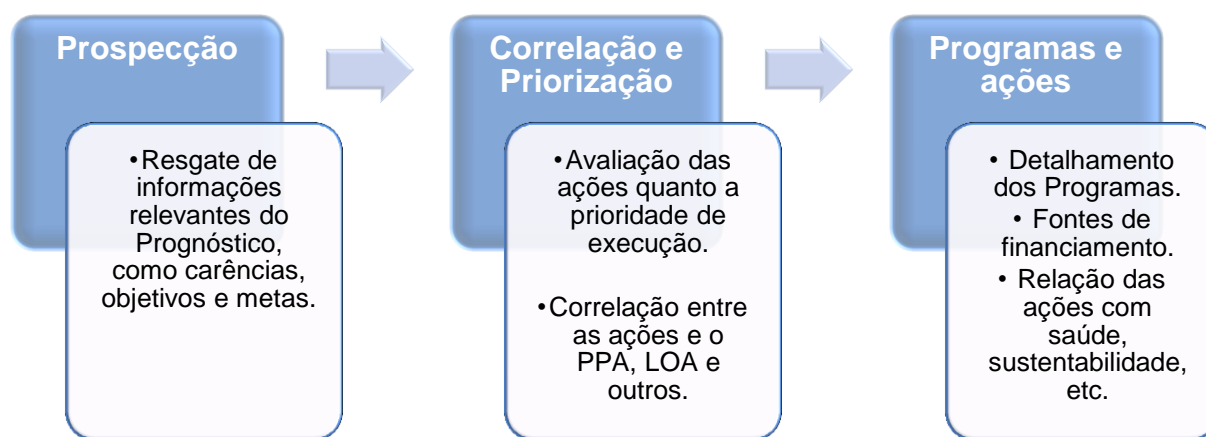 Prospecção
•Resgate de
informações
relevantes do
Prognóstico,
como carências,
objetivos e metas.
Correlação e
Priorização
•Avaliação das
ações quanto a
prioridade de
execução.
•Correlação entre
as ações e o
PPA, LOA e
outros.
Programas e
ações
• Detalhamento
dos Programas.
• Fontes de
financiamento.
• Relação das
ações com
saúde,
sustentabilidade,
etc.